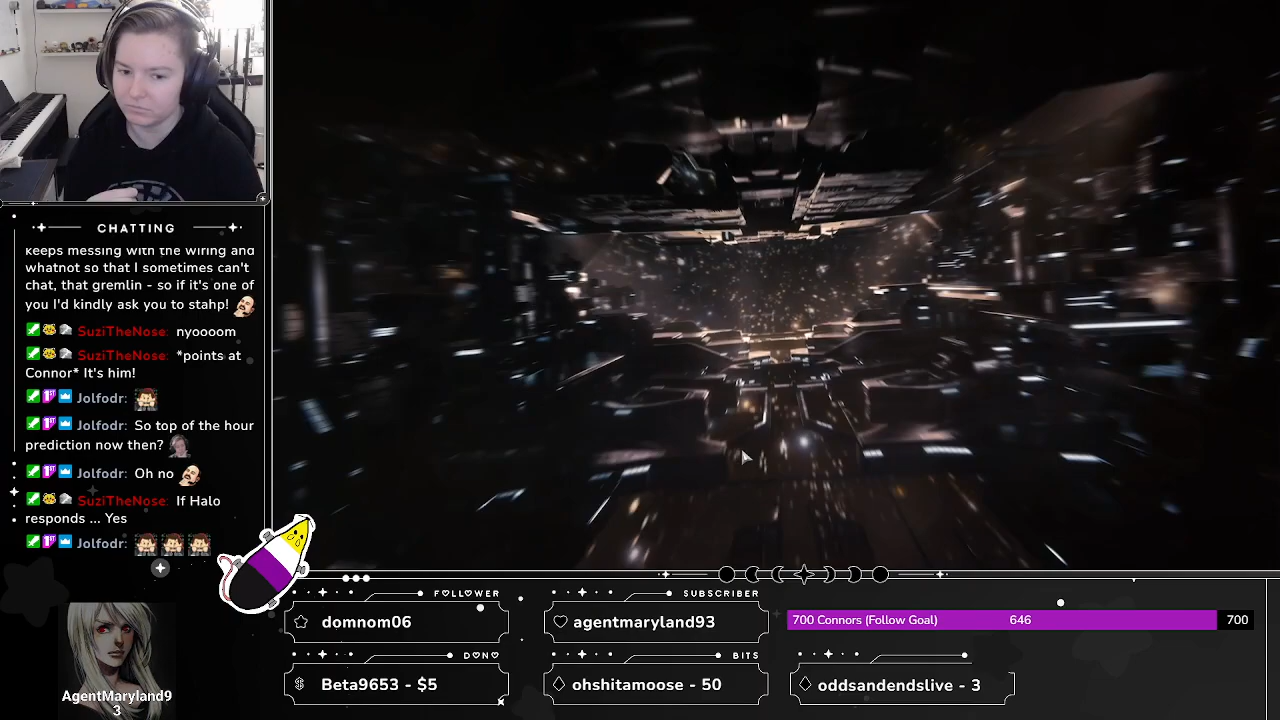 CHATTING
keeps messing with the wiring and
whatnot so that I sometimes can't
chat, that gremlin - so if it's one of
you I'd kindly ask you to stahp!
SuziTheNose: nyoooom
SuziTheNose: *points at
Connor* It's him!
Jolfodr:
Jolfodr: So top of the hour
prediction now then?
Jolfodr: Oh no
SuziTheNose: If Halo
responds ... Yes
Jolfodr:
AgentMaryland9
3
FOLLOWER
domnom06
SUBSCRIBER
agentmaryland93
700 Connors (Follow Goal) 646 700
DONO
Beta9653 - $5
BITS
ohshitamoose - 50
oddsandendslive - 3